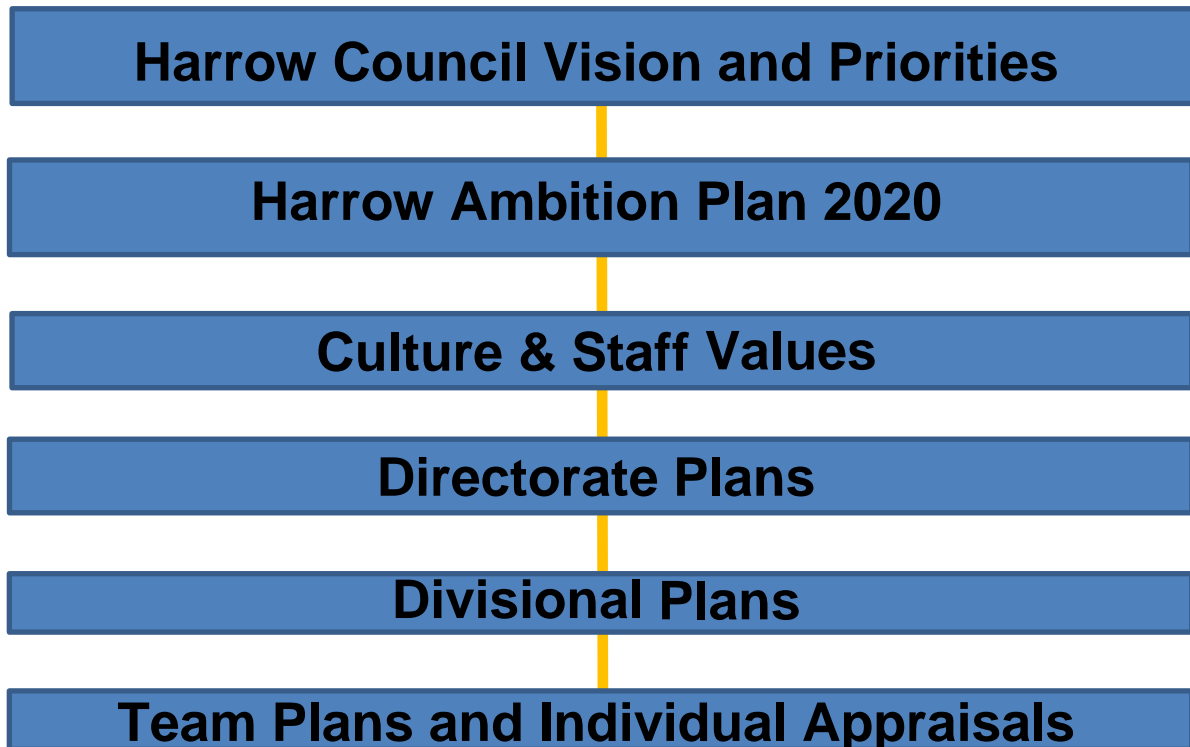 Harrow Council Vision and Priorities
Harrow Ambition Plan 2020
Culture & Staff Values
Directorate Plans
Divisional Plans
Team Plans and Individual Appraisals